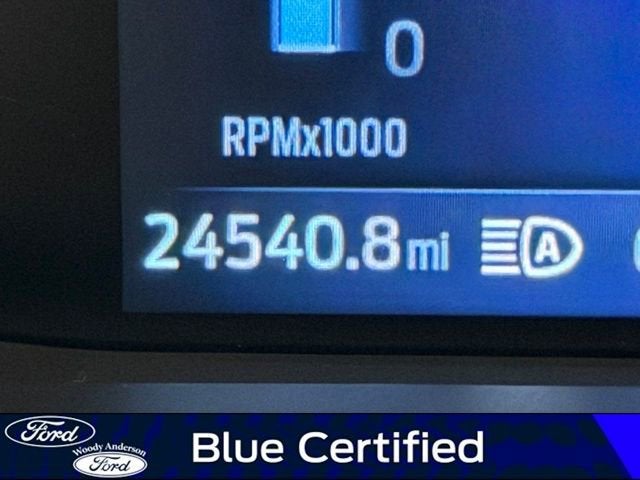 0
RPMx1000
24540.8mi
A
Ford
Woody Anderson
Ford
Blue Certified